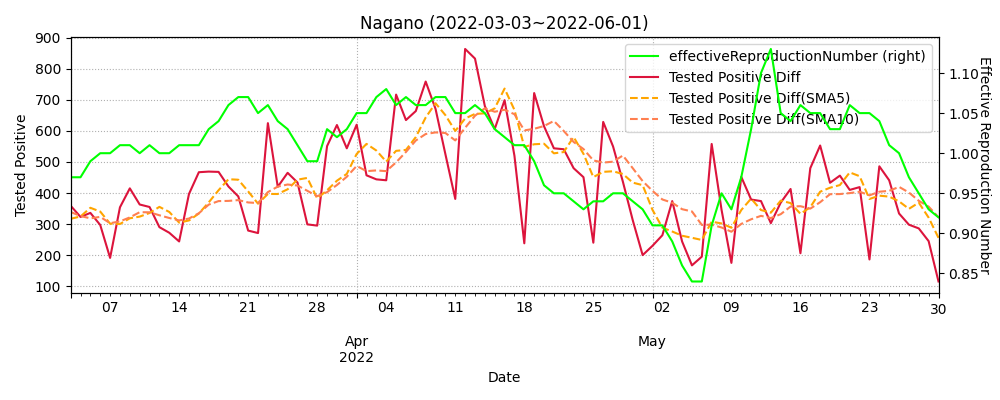 Nagano (2022-03-03~2022-06-01)
900
800
700
600
500
400
300
200
100
Tested Positive
effectiveReproductionNumber (right)
Tested Positive Diff
Tested Positive Diff(SMA5)
Tested Positive Diff(SMA10)
1.10
1.05
1.00
0.95
0.90
0.85
Effective Reproduction Number
07 14 21 28 04 11 18 25 02 09 16 23 30
Apr May
2022
Date